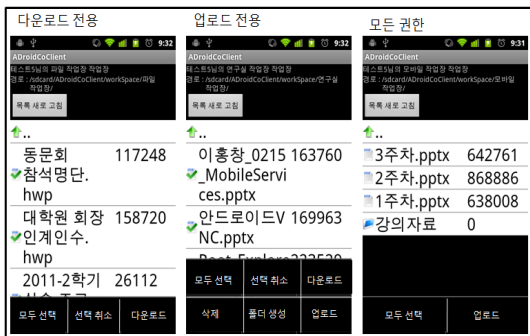 다운로드 전용
9:32
ADroidCoClient
테스트5님의 파일 작업장 작업장
경로 : /sdcard/ADroidCoClient/workSpace/파일
작업장/
목록 새로 고침
..
동문회 117248
참석명단.
hwp
대학원 회장 158720
인계인수.
hwp
2011-2학기 26112
모두 선택 선택 취소 다운로드
업로드 전용
9:32
ADroidCoClient
테스트5님의 연구실 작업장 작업장
경로 : /sdcard/ADroidCoClient/workSpace/연구실
작업장/
목록 새로 고침
..
이홍창_0215 163760
_MobileServi
ces.pptx
안드로이드V 169963
NC.pptx
모두 선택 선택 취소 다운로드
삭제 폴더 생성 업로드
모든 권한
9:31
ADroidCoClient
테스트5님의 모바일 작업장 작업장
경로 : /sdcard/ADroidCoClient/workSpace/모바일
작업장/
목록 새로 고침
..
3주차.pptx 642761
2주차.pptx 868886
1주차.pptx 638008
강의자료 0
모두 선택 업로드